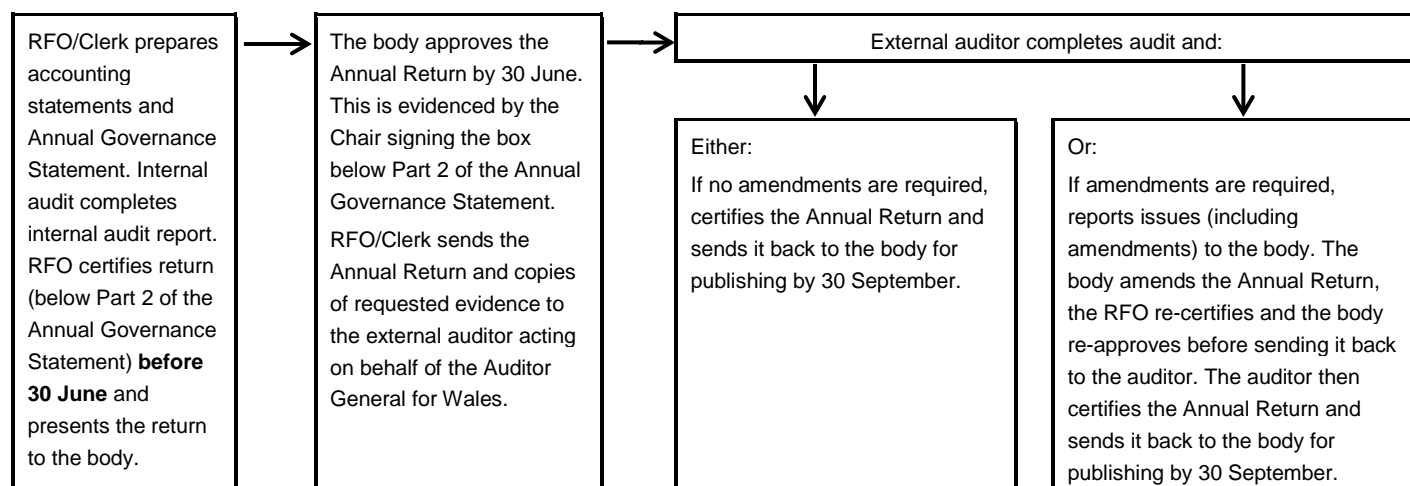 RFO/Clerk prepares
accounting
statements and
Annual Governance
Statement. Internal
audit completes
internal audit report.
RFO certifies return
(below Part 2 of the
Annual Governance
Statement) before
30 June and
presents the return
to the body.
The body approves the
Annual Return by 30 June.
This is evidenced by the
Chair signing the box
below Part 2 of the Annual
Governance Statement.
RFO/Clerk sends the
Annual Return and copies
of requested evidence to
the external auditor acting
on behalf of the Auditor
General for Wales.
External auditor completes audit and:
Either:
If no amendments are required,
certifies the Annual Return and
sends it back to the body for
publishing by 30 September.
Or:
If amendments are required,
reports issues (including
amendments) to the body. The
body amends the Annual Return,
the RFO re-certifies and the body
re-approves before sending it back
to the auditor. The auditor then
certifies the Annual Return and
sends it back to the body for
publishing by 30 September.